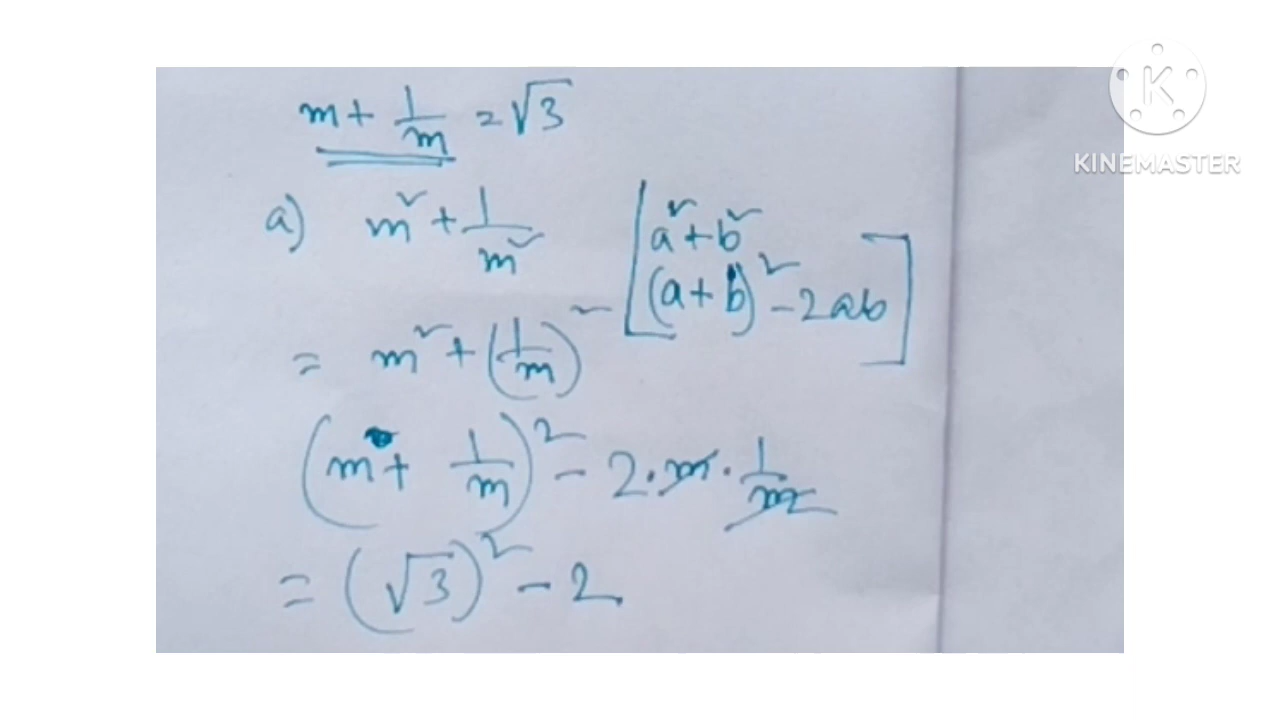 m + 1/m = √3
a) m² + 1/m² [a² + b²
(a + b)² - 2ab]
= m² + (1/m)²
(m + 1/m)² - 2 · m · 1/m
= (√3)² - 2
K
KINEMASTER